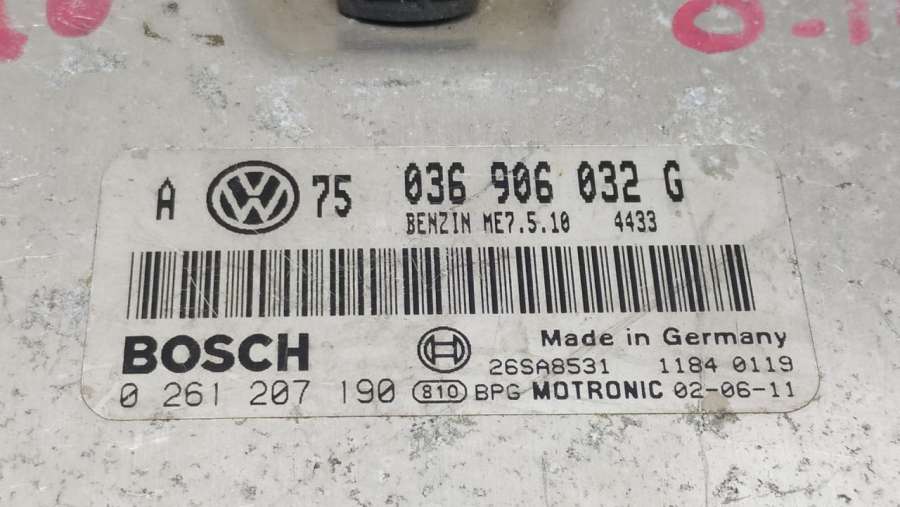 A VW 75 036 906 032 G
BENZIN ME7.5.10 4433
BOSCH
Made in Germany
26SA8531 1184 0119
0 261 207 190 810 BPG MOTRONIC 02-06-11